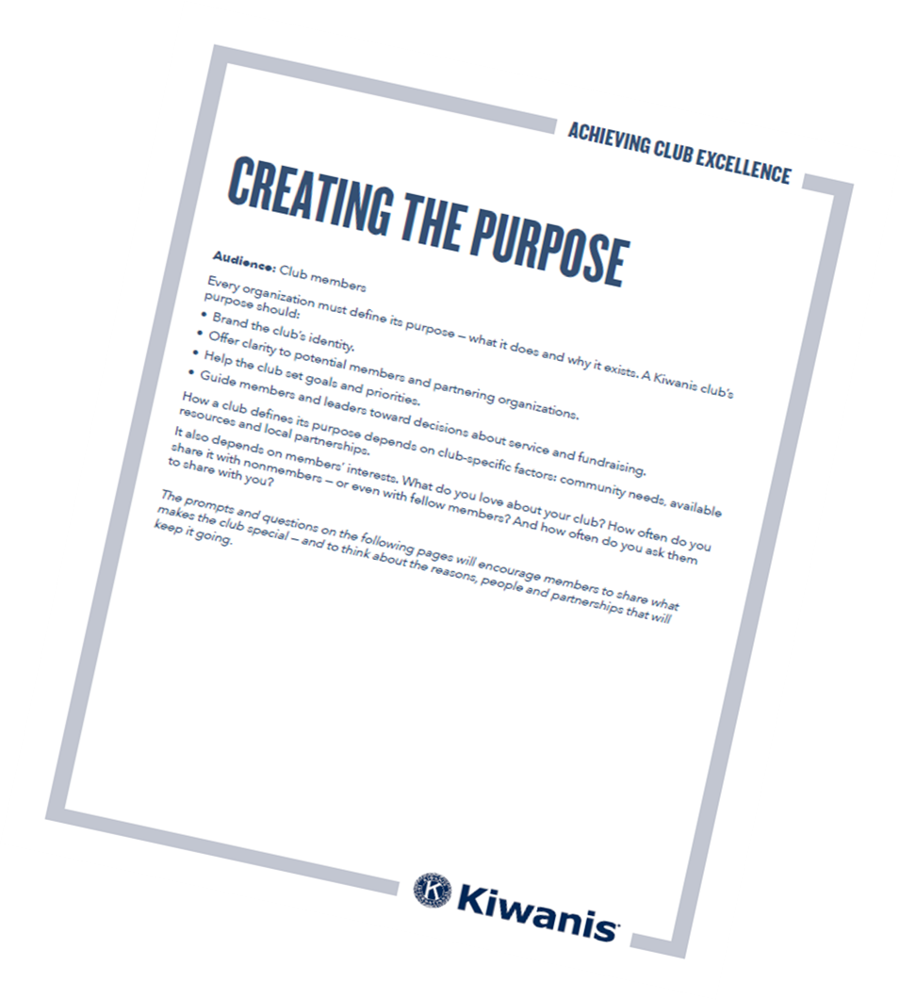 ACHIEVING CLUB EXCELLENCE
CREATING THE PURPOSE
Audience: Club members
Every organization must define its purpose – what it does and why it exists. A Kiwanis club's
purpose should:
• Brand the club's identity.
• Offer clarity to potential members and partnering organizations.
• Help the club set goals and priorities.
• Guide members and leaders toward decisions about service and fundraising.
How a club defines its purpose depends on club-specific factors: community needs, available
resources and local partnerships.
It also depends on members' interests. What do you love about your club? How often do you
share it with nonmembers – or even with fellow members? And how often do you ask them
to share with you?
The prompts and questions on the following pages will encourage members to share what
makes the club special – and to think about the reasons, people and partnerships that will
keep it going.
K Kiwanis